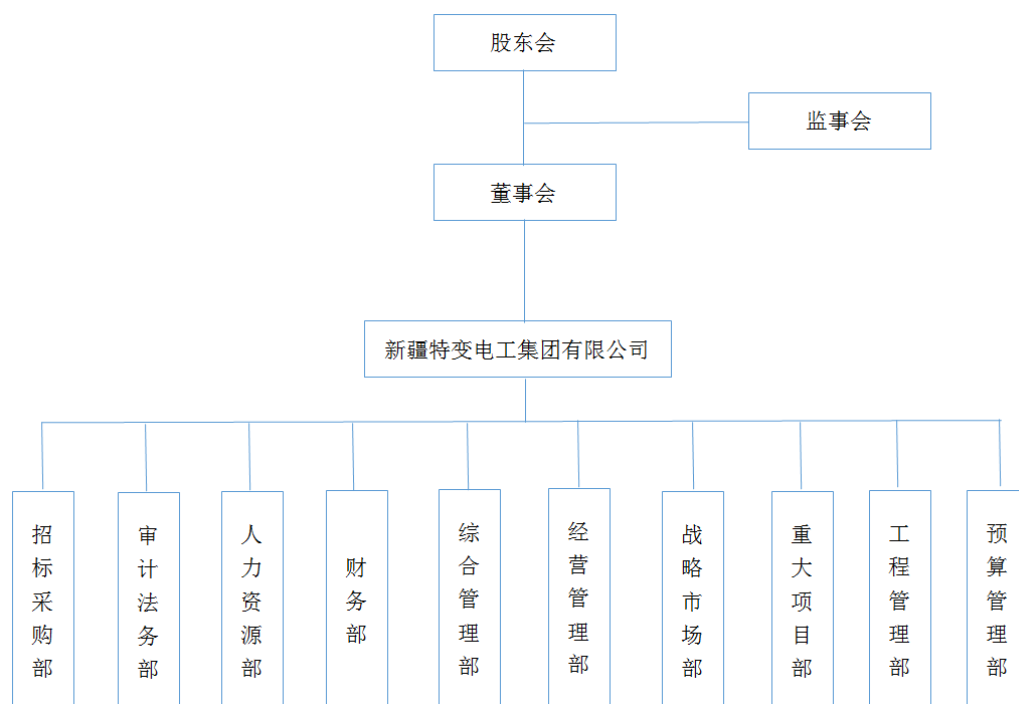 股东会
监事会
董事会
新疆特变电工集团有限公司
招标采购部
审计法务部
人力资源部
财务部
综合管理部
经营管理部
战略市场部
重大项目部
工程管理部
预算管理部